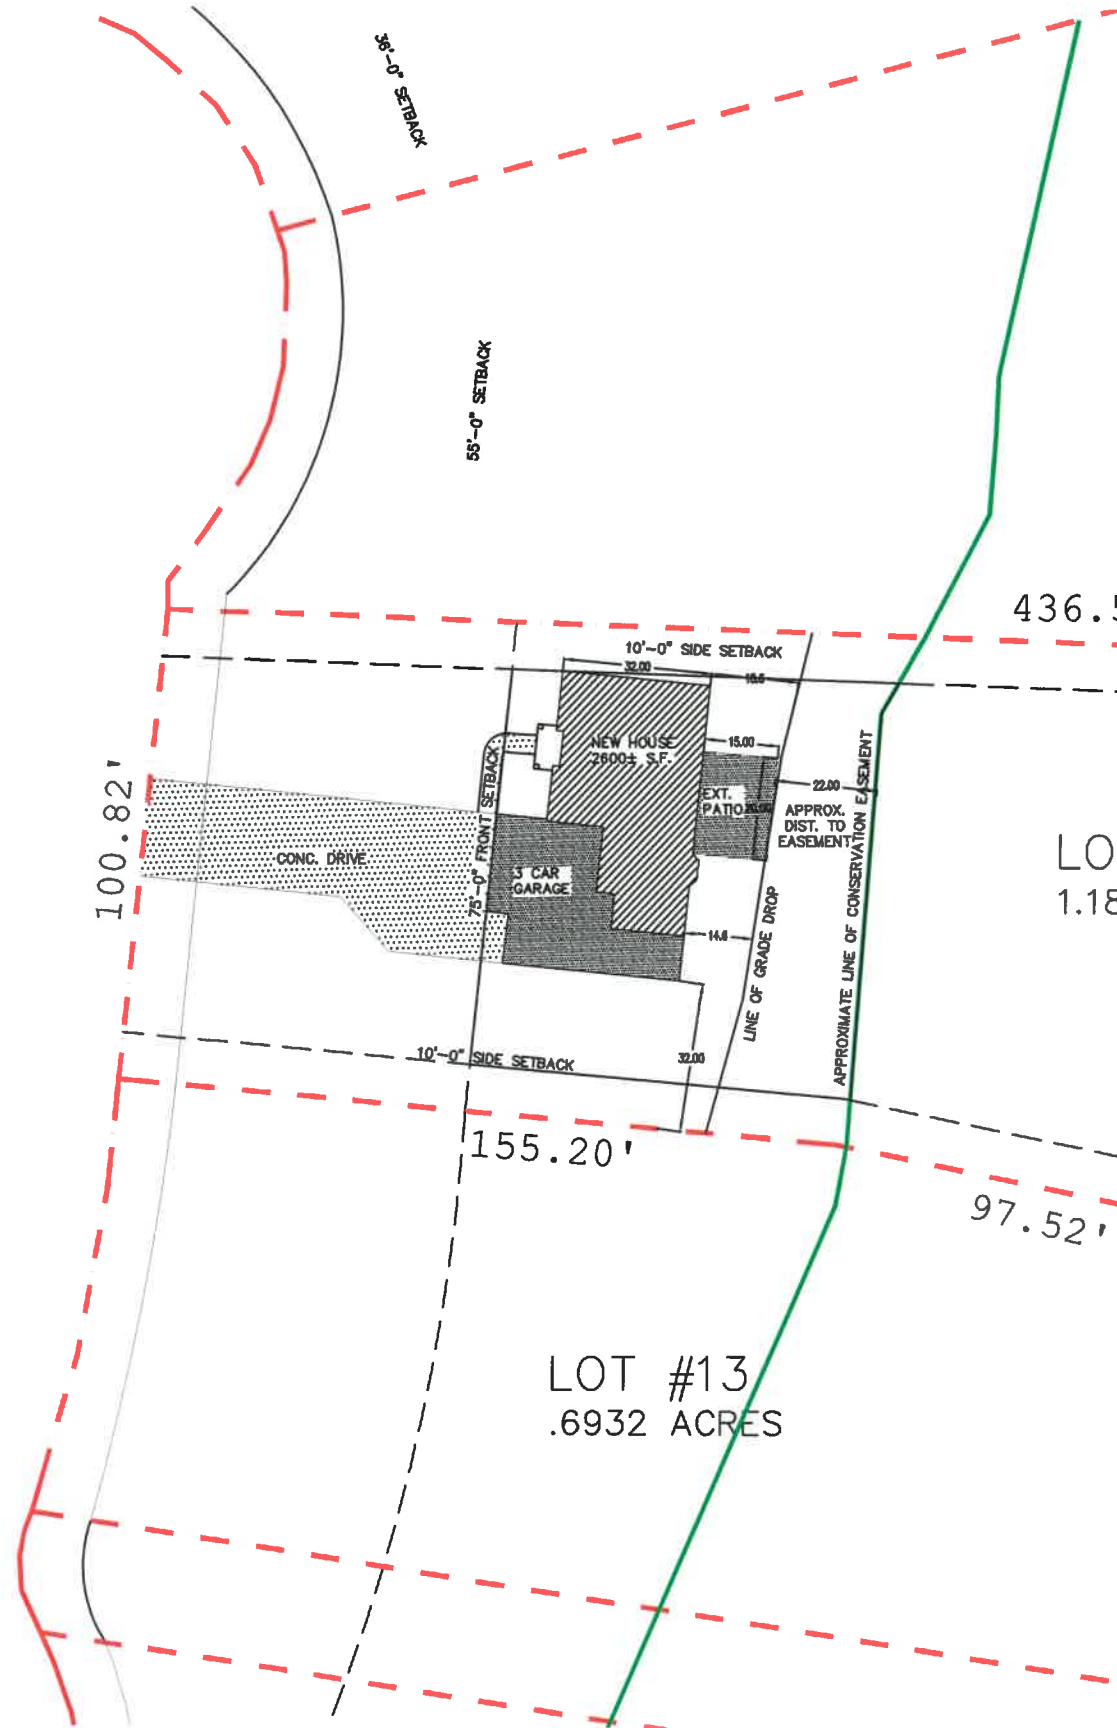 36'-0" SETBACK
55'-0" SETBACK
436.5
10'-0" SIDE SETBACK
32.00
NEW HOUSE
2600± S.F.
15.00
22.00
EXT.
PATIO
APPROX.
DIST. TO
EASEMENT
100.82'
CONC. DRIVE
75'-0" FRONT SETBACK
3 CAR
GARAGE
LO
1.18
14.6
LINE OF GRADE DROP
APPROXIMATE LINE OF CONSERVATION EASEMENT
10'-0" SIDE SETBACK
32.00
155.20'
97.52'
LOT #13
.6932 ACRES